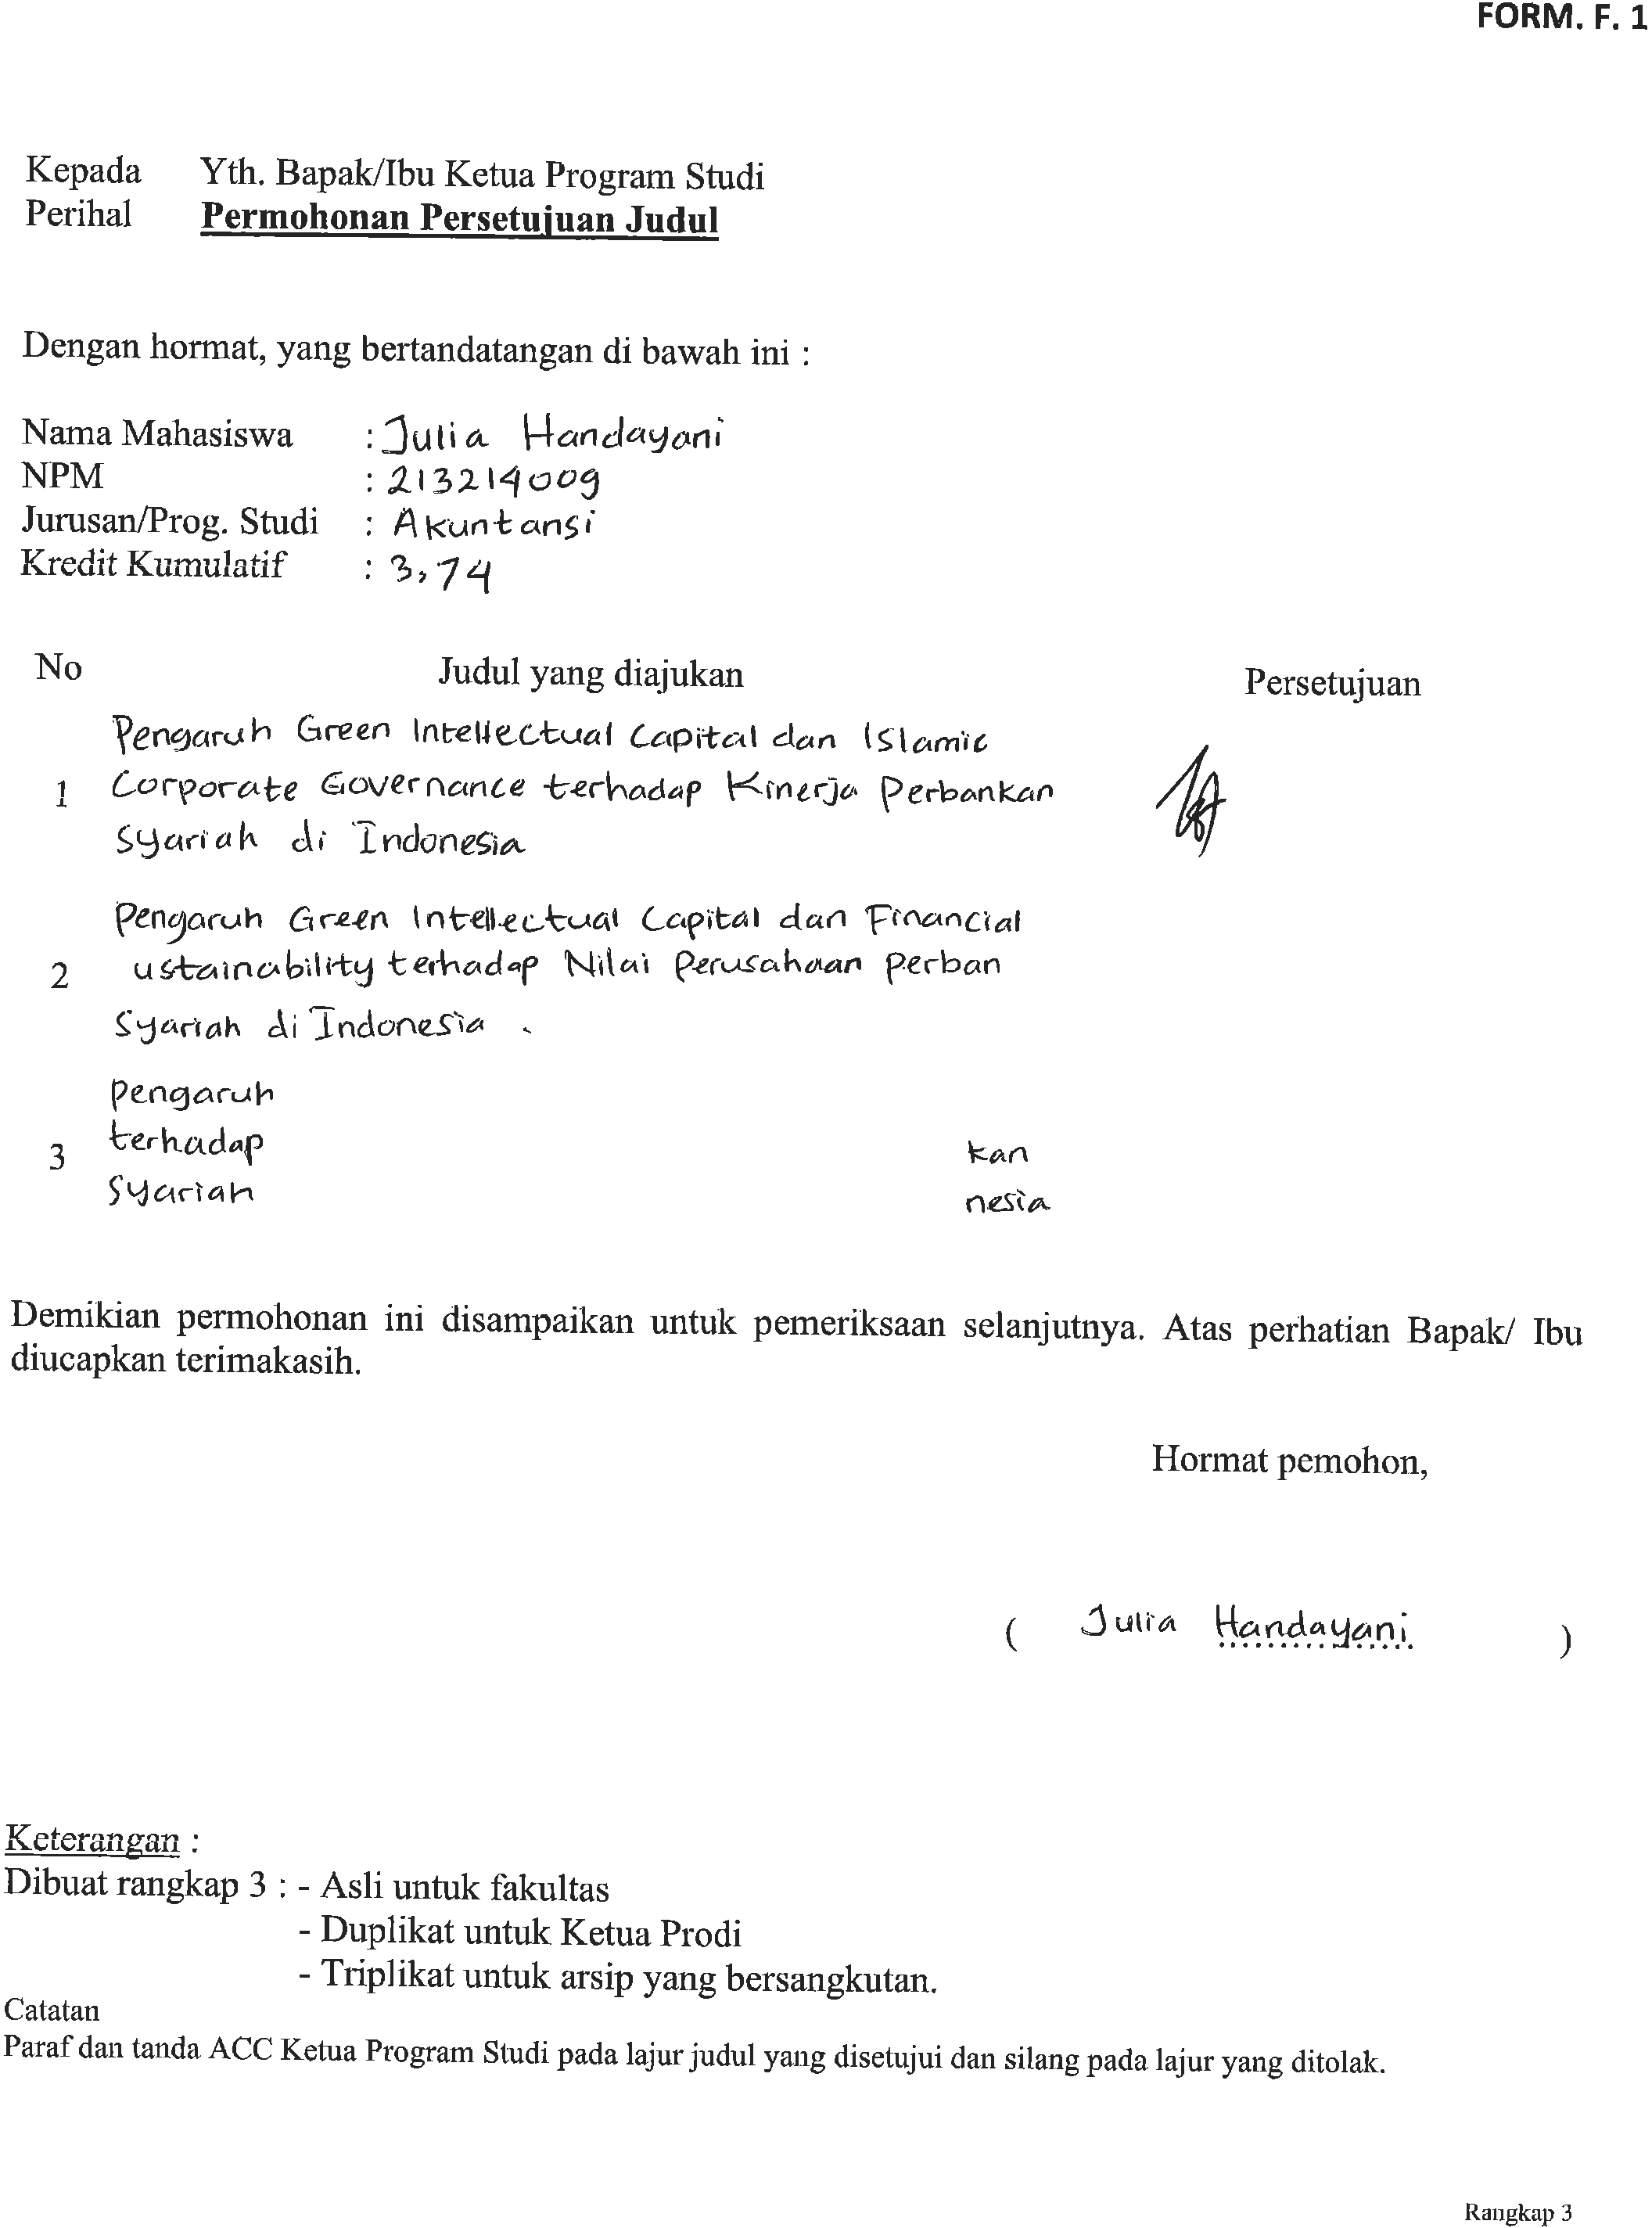 FORM. F. 1
Kepada Yth. Bapak/Ibu Ketua Program Studi
Perihal Permohonan Persetujuan Judul
Dengan hormat, yang bertandatangan di bawah ini :
Nama Mahasiswa : Julia Handayani
NPM : 213214009
Jurusan/Prog. Studi : Akuntansi
Kredit Kumulatif : 3,74
No Judul yang diajukan Persetujuan
Pengaruh Green Intellectual Capital dan Islamic
1 Corporate Governance terhadap Kinerja Perbankan
Syariah di Indonesia
Pengaruh Green Intellectual Capital dan Financial
2 ustainability terhadap Nilai Perusahaan Perban
Syariah di Indonesia .
Pengaruh
3 terhadap kan
Syariah nesia
Demikian permohonan ini disampaikan untuk pemeriksaan selanjutnya. Atas perhatian Bapak/ Ibu
diucapkan terimakasih.
Hormat pemohon,
( Julia Handayani )
Keterangan :
Dibuat rangkap 3 : - Asli untuk fakultas
- Duplikat untuk Ketua Prodi
- Triplikat untuk arsip yang bersangkutan.
Catatan
Paraf dan tanda ACC Ketua Program Studi pada lajur judul yang disetujui dan silang pada lajur yang ditolak.
Rangkap 3